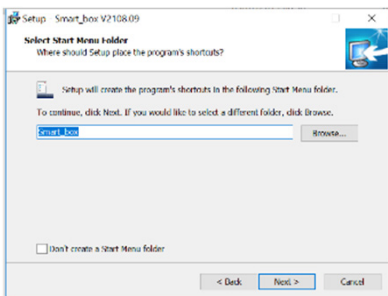 Setup Smart_box V2108.09
Select Start Menu Folder
Where should Setup place the program's shortcuts?
Setup will create the program's shortcuts in the following Start Menu folder.
To continue, click Next. If you would like to select a different folder, click Browse.
Smart_box
Browse...
Don't create a Start Menu folder
< Back
Next >
Cancel